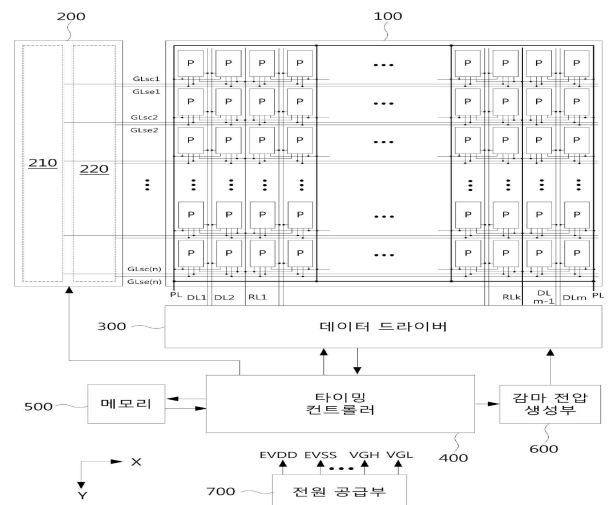 200
100
P P P P ••• P P P P
GLsc1
GLse1
P P P P ••• P P P P
GLsc2
GLse2
P P P P ••• P P P P
210
220
P P P P ••• P P P P
P P P P ••• P P P P
GLsc(n)
GLse(n)
PL DL1 DL2 RL1 RLk DL m-1 DLm PL
300
데이터 드라이버
500
메모리
타이밍
컨트롤러
400
감마 전압
생성부
600
X
Y
EVDD EVSS ••• VGH VGL
700
전원 공급부